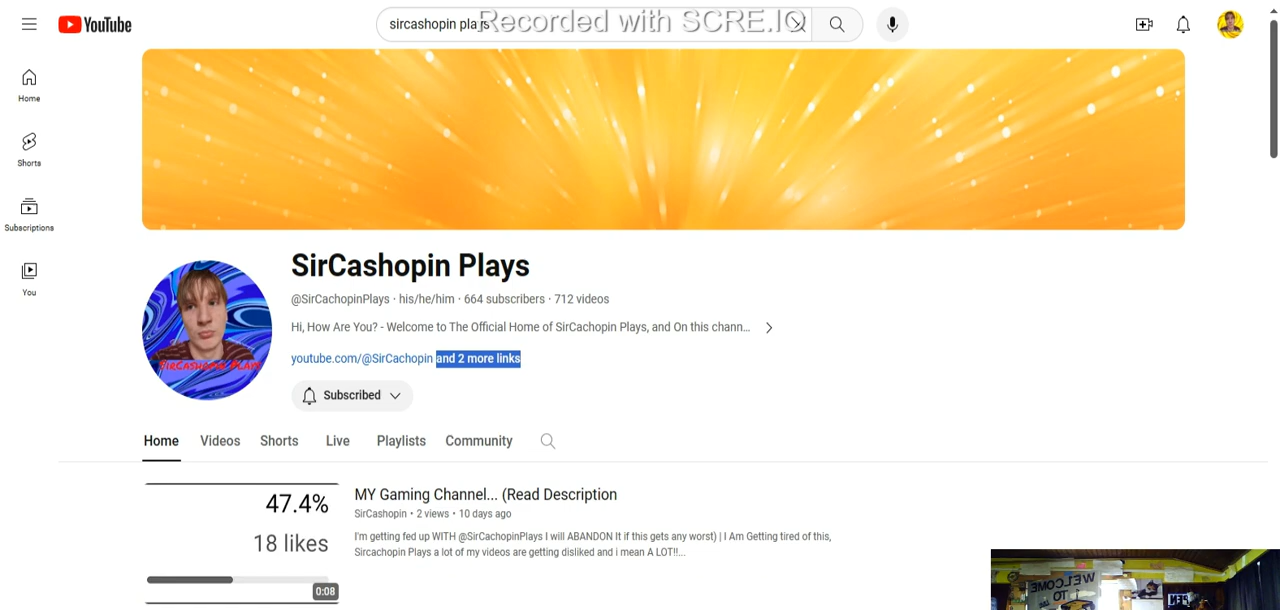 YouTube
sircashopin plays
Recorded with SCRE.IO
Home
Shorts
Subscriptions
You
SirCashopin Plays
SirCashopin Plays
@SirCachopinPlays · his/he/him · 664 subscribers · 712 videos
Hi, How Are You? - Welcome to The Official Home of SirCachopin Plays, and On this chann...
youtube.com/@SirCachopin and 2 more links
Subscribed
Home Videos Shorts Live Playlists Community
47.4%
18 likes
0:08
MY Gaming Channel... (Read Description
SirCashopin · 2 views · 10 days ago
I'm getting fed up WITH @SirCachopinPlays I will ABANDON It if this gets any worst) | I Am Getting tired of this,
Sircachopin Plays a lot of my videos are getting disliked and i mean A LOT!!...
WELCOME
TO